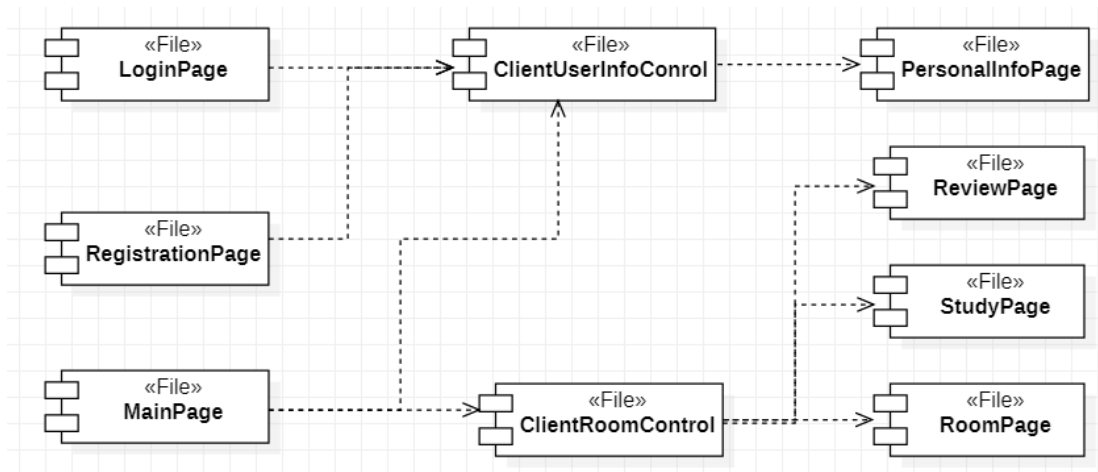 «File»
LoginPage
«File»
ClientUserInfoConrol
«File»
PersonalInfoPage
«File»
ReviewPage
«File»
RegistrationPage
«File»
StudyPage
«File»
MainPage
«File»
ClientRoomControl
«File»
RoomPage